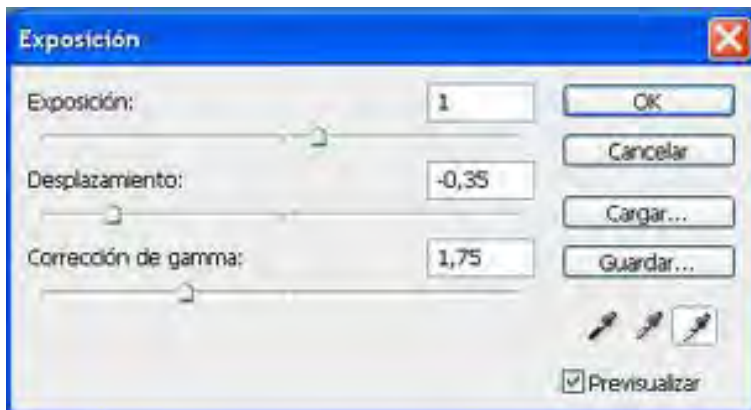 Exposición
Exposición: 1
OK
Cancelar
Desplazamiento: -0,35
Cargar...
Corrección de gamma: 1,75
Guardar...
Previsualizar